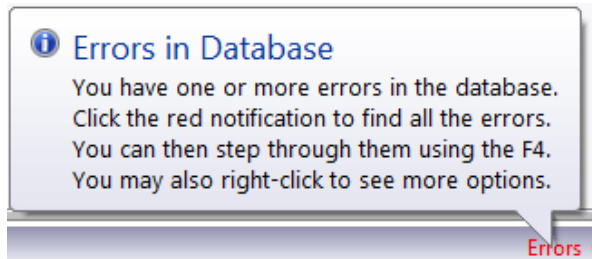 Errors in Database
You have one or more errors in the database.
Click the red notification to find all the errors.
You can then step through them using the F4.
You may also right-click to see more options.
Errors